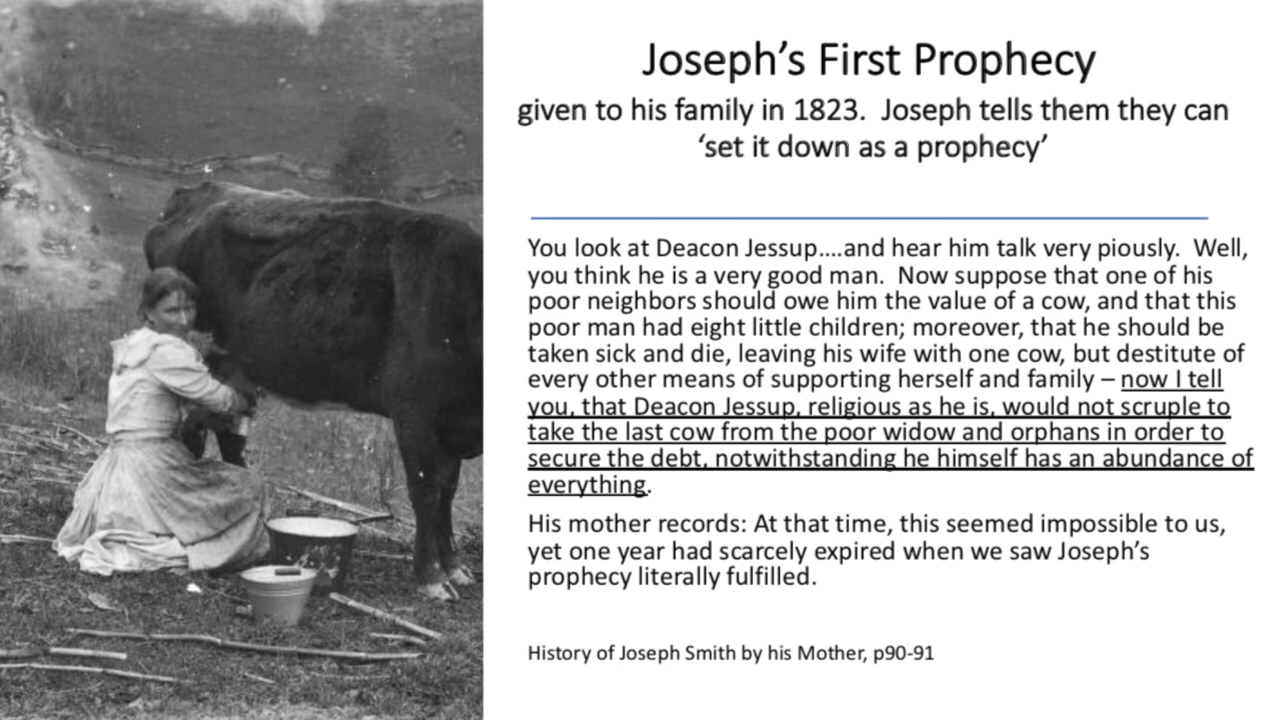 Joseph’s First Prophecy
given to his family in 1823.  Joseph tells them they can
‘set it down as a prophecy’
You look at Deacon Jessup....and hear him talk very piously.  Well,
you think he is a very good man.  Now suppose that one of his
poor neighbors should owe him the value of a cow, and that this
poor man had eight little children; moreover, that he should be
taken sick and die, leaving his wife with one cow, but destitute of
every other means of supporting herself and family – now I tell
you, that Deacon Jessup, religious as he is, would not scruple to
take the last cow from the poor widow and orphans in order to
secure the debt, notwithstanding he himself has an abundance of
everything.
His mother records: At that time, this seemed impossible to us,
yet one year had scarcely expired when we saw Joseph’s
prophecy literally fulfilled.
History of Joseph Smith by his Mother, p90-91